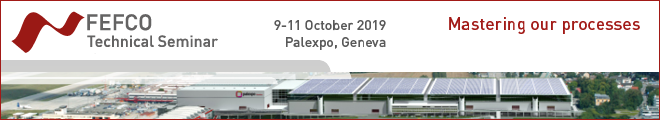 FEFCO
Technical Seminar
9-11 October 2019
Palexpo, Geneva
Mastering our processes